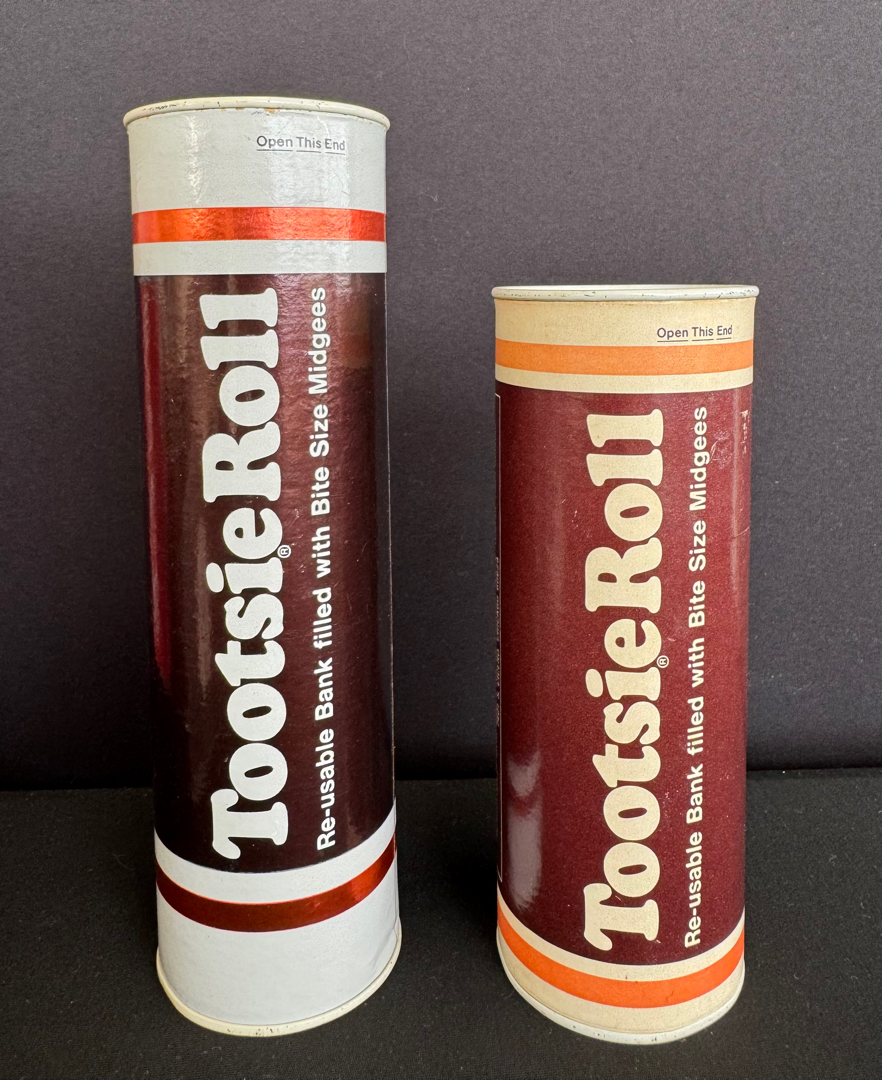 Open This End
TootsieRoll®
Re-usable Bank filled with Bite Size Midgees
Open This End
TootsieRoll®
Re-usable Bank filled with Bite Size Midgees